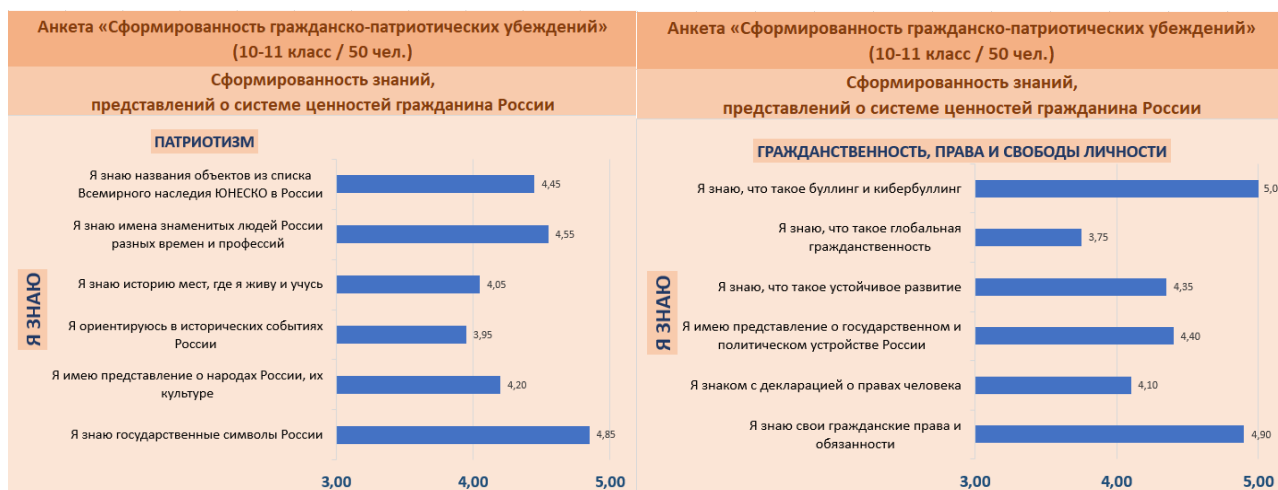 Анкета «Сформированность гражданско-патриотических убеждений»
(10-11 класс / 50 чел.)
Сформированность знаний,
представлений о системе ценностей гражданина России
ПАТРИОТИЗМ
Я ЗНАЮ
Я знаю названия объектов из списка
Всемирного наследия ЮНЕСКО в России
4,45
Я знаю имена знаменитых людей России
разных времен и профессий
4,55
Я знаю историю мест, где я живу и учусь
4,05
Я ориентируюсь в исторических событиях
России
3,95
Я имею представление о народах России, их
культуре
4,20
Я знаю государственные символы России
4,85
3,00 4,00 5,00
Анкета «Сформированность гражданско-патриотических убеждений»
(10-11 класс / 50 чел.)
Сформированность знаний,
представлений о системе ценностей гражданина России
ГРАЖДАНСТВЕННОСТЬ, ПРАВА И СВОБОДЫ ЛИЧНОСТИ
Я ЗНАЮ
Я знаю, что такое буллинг и кибербуллинг
5,0
Я знаю, что такое глобальная
гражданственность
3,75
Я знаю, что такое устойчивое развитие
4,35
Я имею представление о государственном и
политическом устройстве России
4,40
Я знаком с декларацией о правах человека
4,10
Я знаю свои гражданские права и
обязанности
4,90
3,00 4,00 5,00